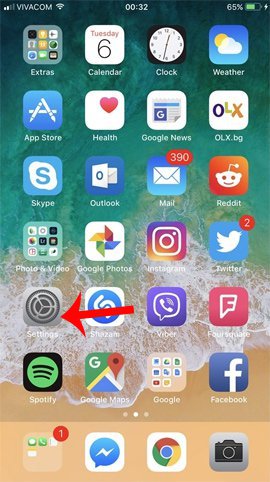 VIVACOM 00:32 65%
Tuesday
6
Extras Calendar Clock Weather
OLX
App Store Health Google News OLX.bg
390
Skype Outlook Mail Reddit
2
Photo & Video Google Photos Instagram Twitter
Settings Shazam Viber Foursquare
Spotify Google Maps Google Facebook
1